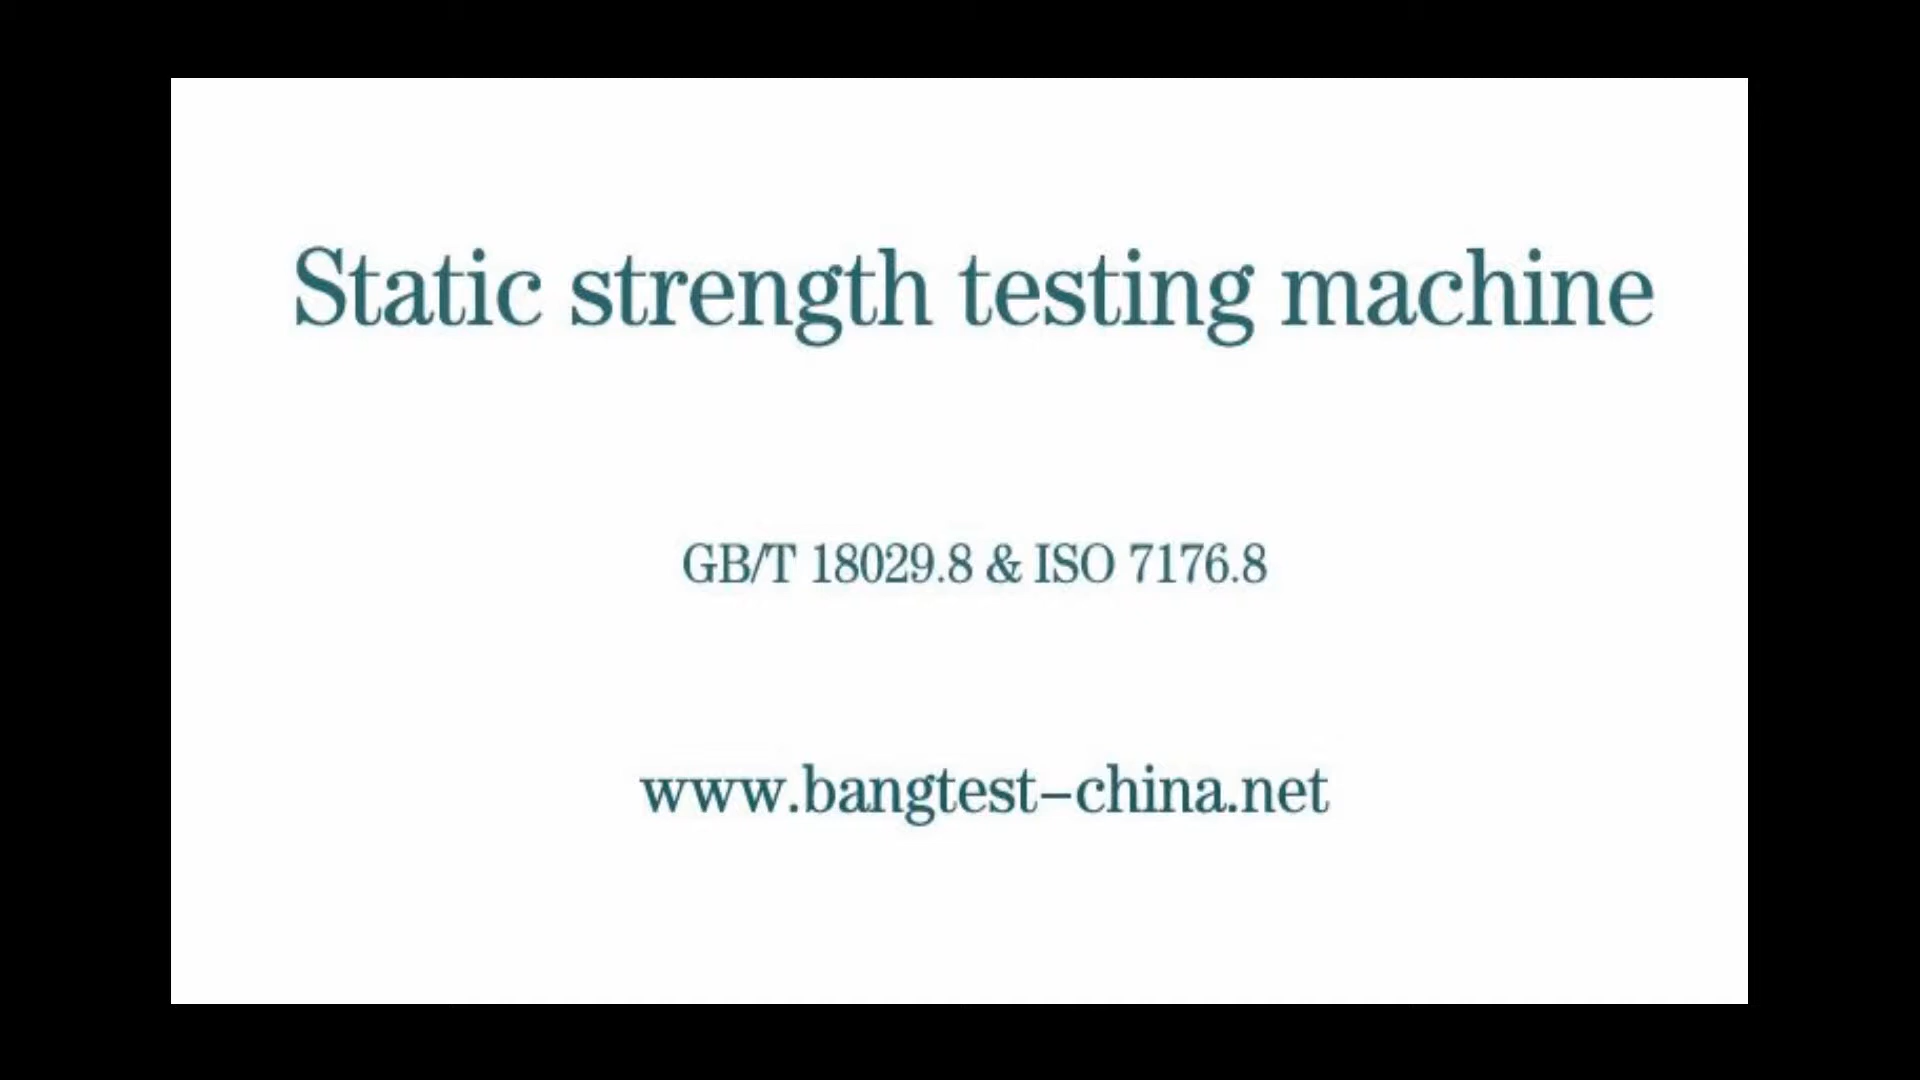 Static strength testing machine
GB/T 18029.8 & ISO 7176.8
www.bangtest-china.net